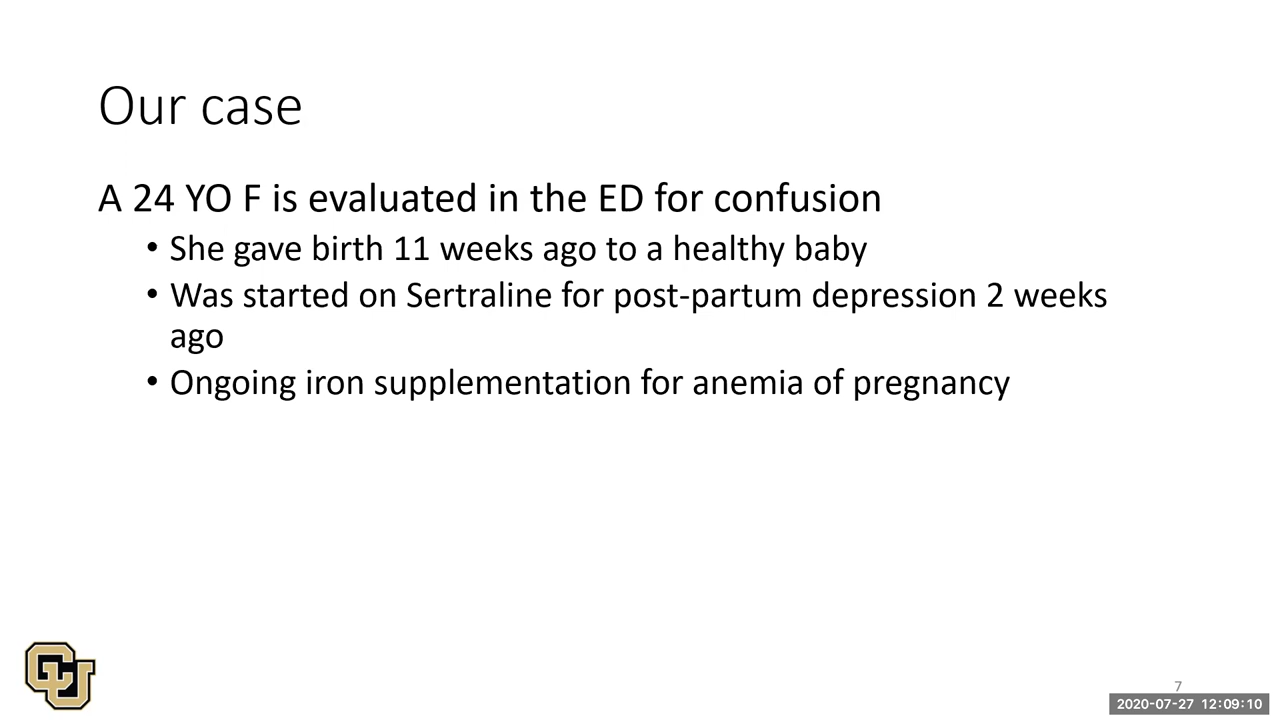 Our case
A 24 YO F is evaluated in the ED for confusion
• She gave birth 11 weeks ago to a healthy baby
• Was started on Sertraline for post-partum depression 2 weeks
ago
• Ongoing iron supplementation for anemia of pregnancy
CU
7
2020-07-27 12:09:10